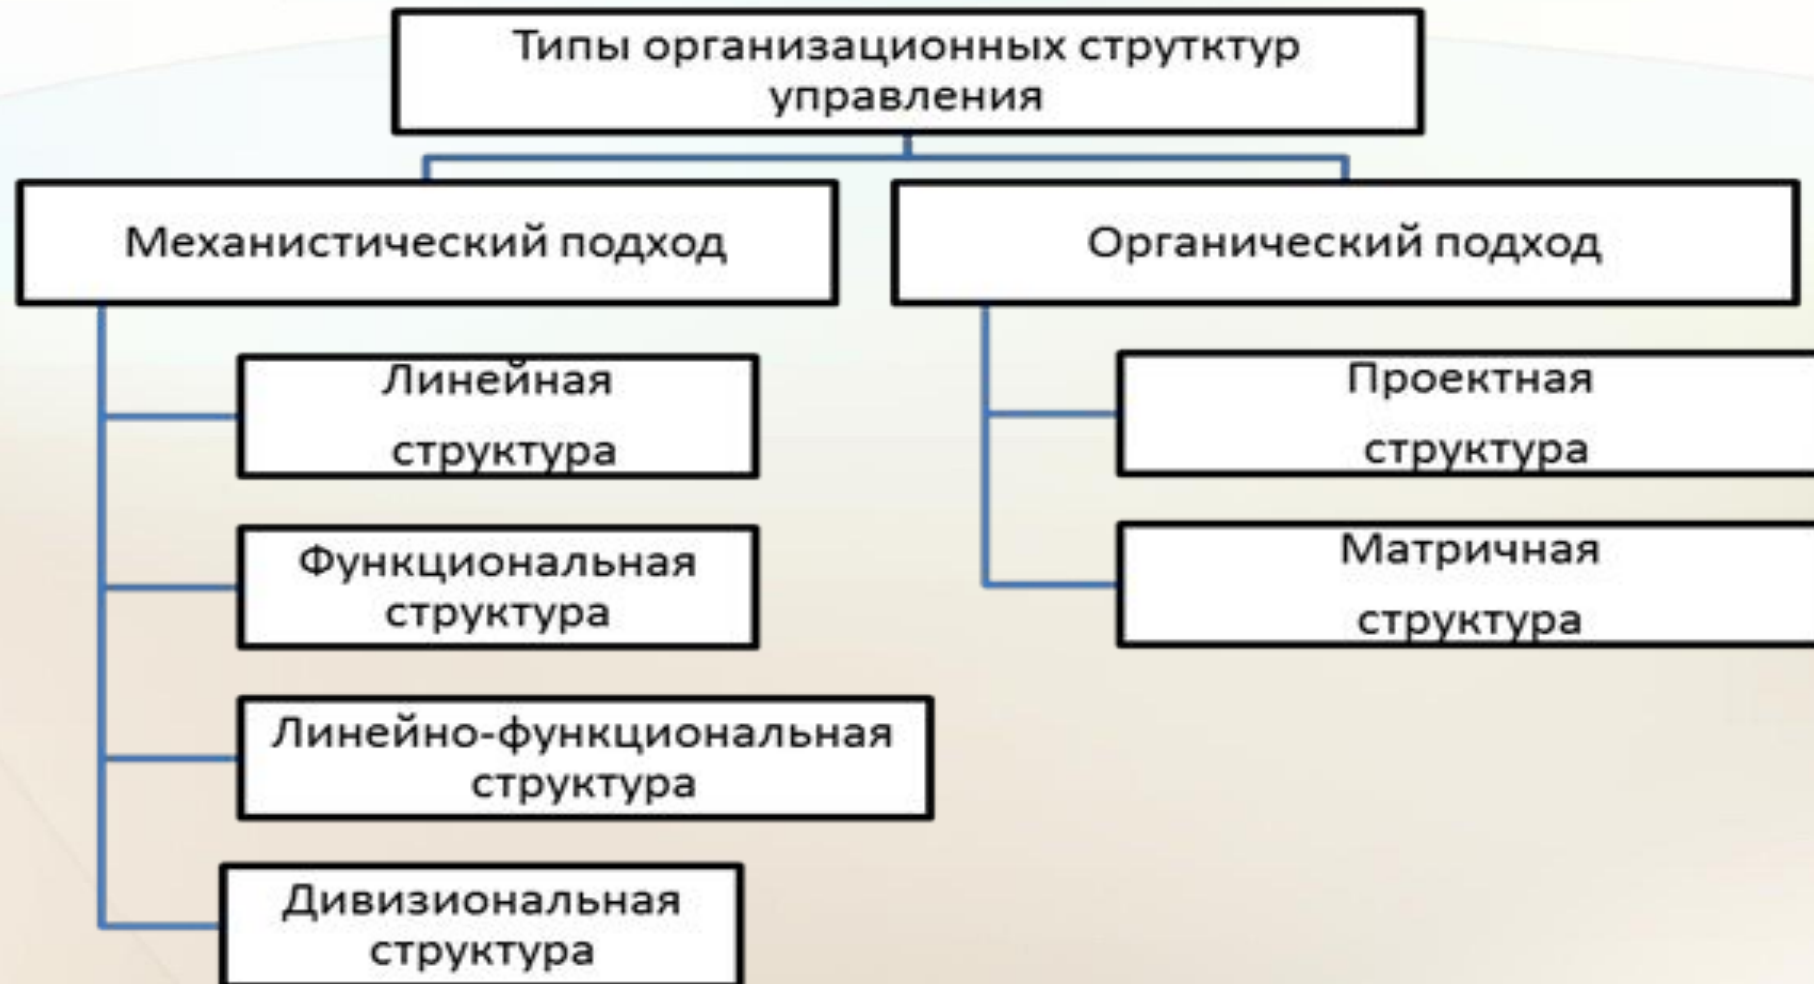 Типы организационных струтктур
управления
Механистический подход
Линейная
структура
Функциональная
структура
Линейно-функциональная
структура
Дивизиональная
структура
Органический подход
Проектная
структура
Матричная
структура